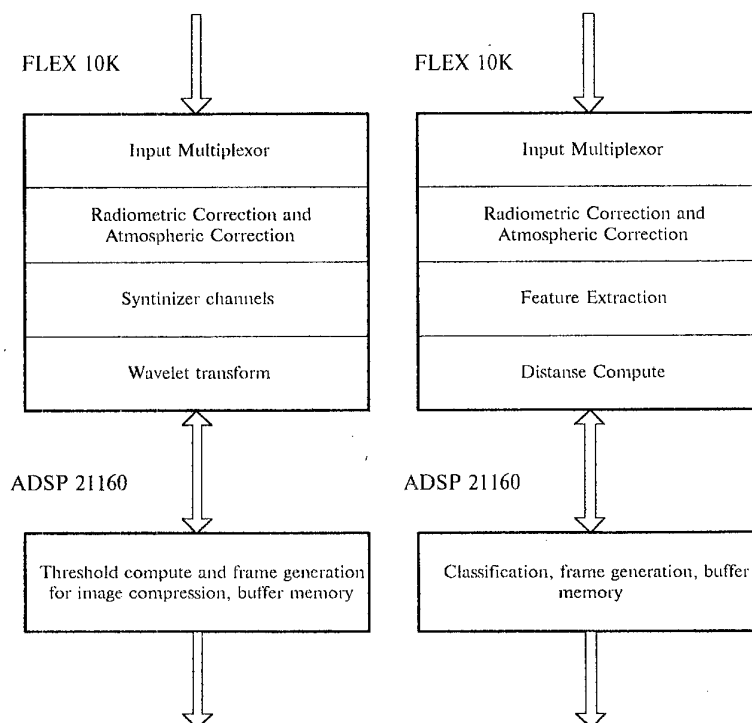 FLEX 10K
Input Multiplexor
Radiometric Correction and
Atmospheric Correction
Syntinizer channels
Wavelet transform
ADSP 21160
Threshold compute and frame generation
for image compression, buffer memory
FLEX 10K
Input Multiplexor
Radiometric Correction and
Atmospheric Correction
Feature Extraction
Distanse Compute
ADSP 21160
Classification, frame generation, buffer
memory